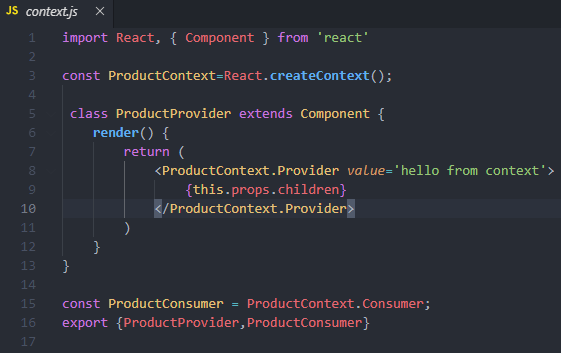 JS context.js ×
1 import React, { Component } from 'react'
2
3 const ProductContext=React.createContext();
4
5  class ProductProvider extends Component {
6     render() {
7         return (
8             <ProductContext.Provider value='hello from context'>
9                 {this.props.children}
10             </ProductContext.Provider>
11         )
12     }
13 }
14
15 const ProductConsumer = ProductContext.Consumer;
16 export {ProductProvider,ProductConsumer}
17